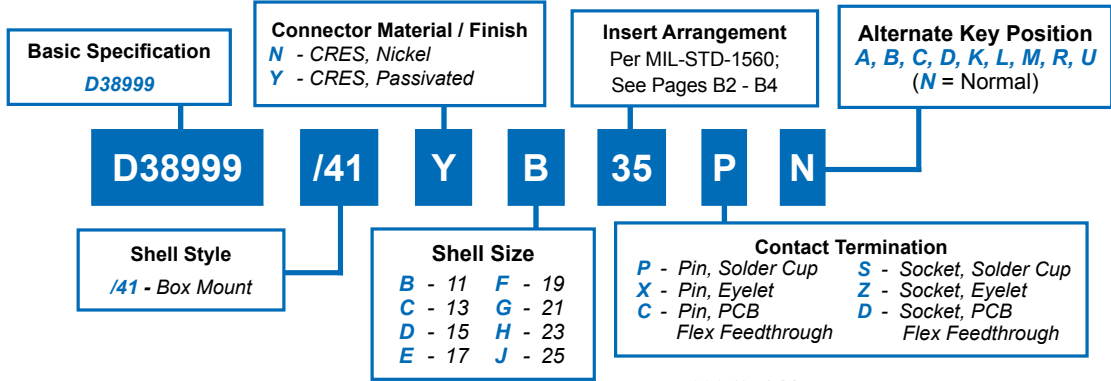 Basic Specification
D38999
Connector Material / Finish
N - CRES, Nickel
Y - CRES, Passivated
Insert Arrangement
Per MIL-STD-1560;
See Pages B2 - B4
Alternate Key Position
A, B, C, D, K, L, M, R, U
(N = Normal)
D38999 /41 Y B 35 P N
Shell Style
/41 - Box Mount
Shell Size
B - 11 F - 19
C - 13 G - 21
D - 15 H - 23
E - 17 J - 25
Contact Termination
P - Pin, Solder Cup S - Socket, Solder Cup
X - Pin, Eyelet Z - Socket, Eyelet
C - Pin, PCB D - Socket, PCB
Flex Feedthrough Flex Feedthrough